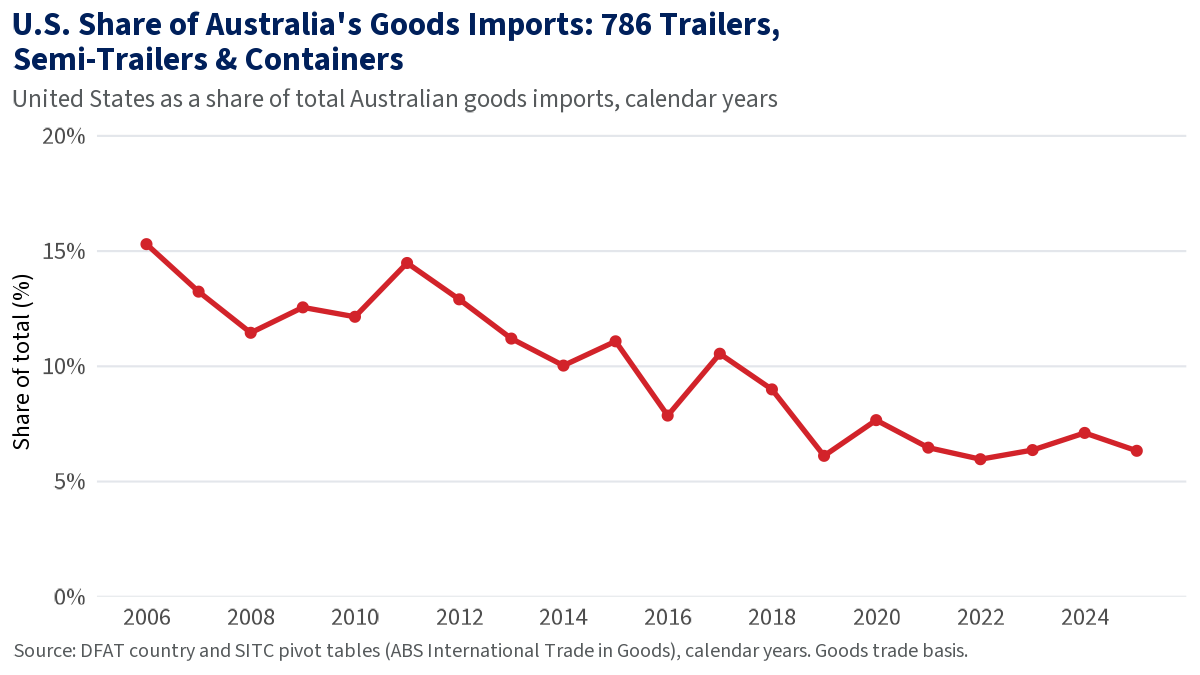 U.S. Share of Australia's Goods Imports: 786 Trailers,
Semi-Trailers & Containers
United States as a share of total Australian goods imports, calendar years
Share of total (%)
20%
15%
10%
5%
0%
2006 2008 2010 2012 2014 2016 2018 2020 2022 2024
Source: DFAT country and SITC pivot tables (ABS International Trade in Goods), calendar years. Goods trade basis.